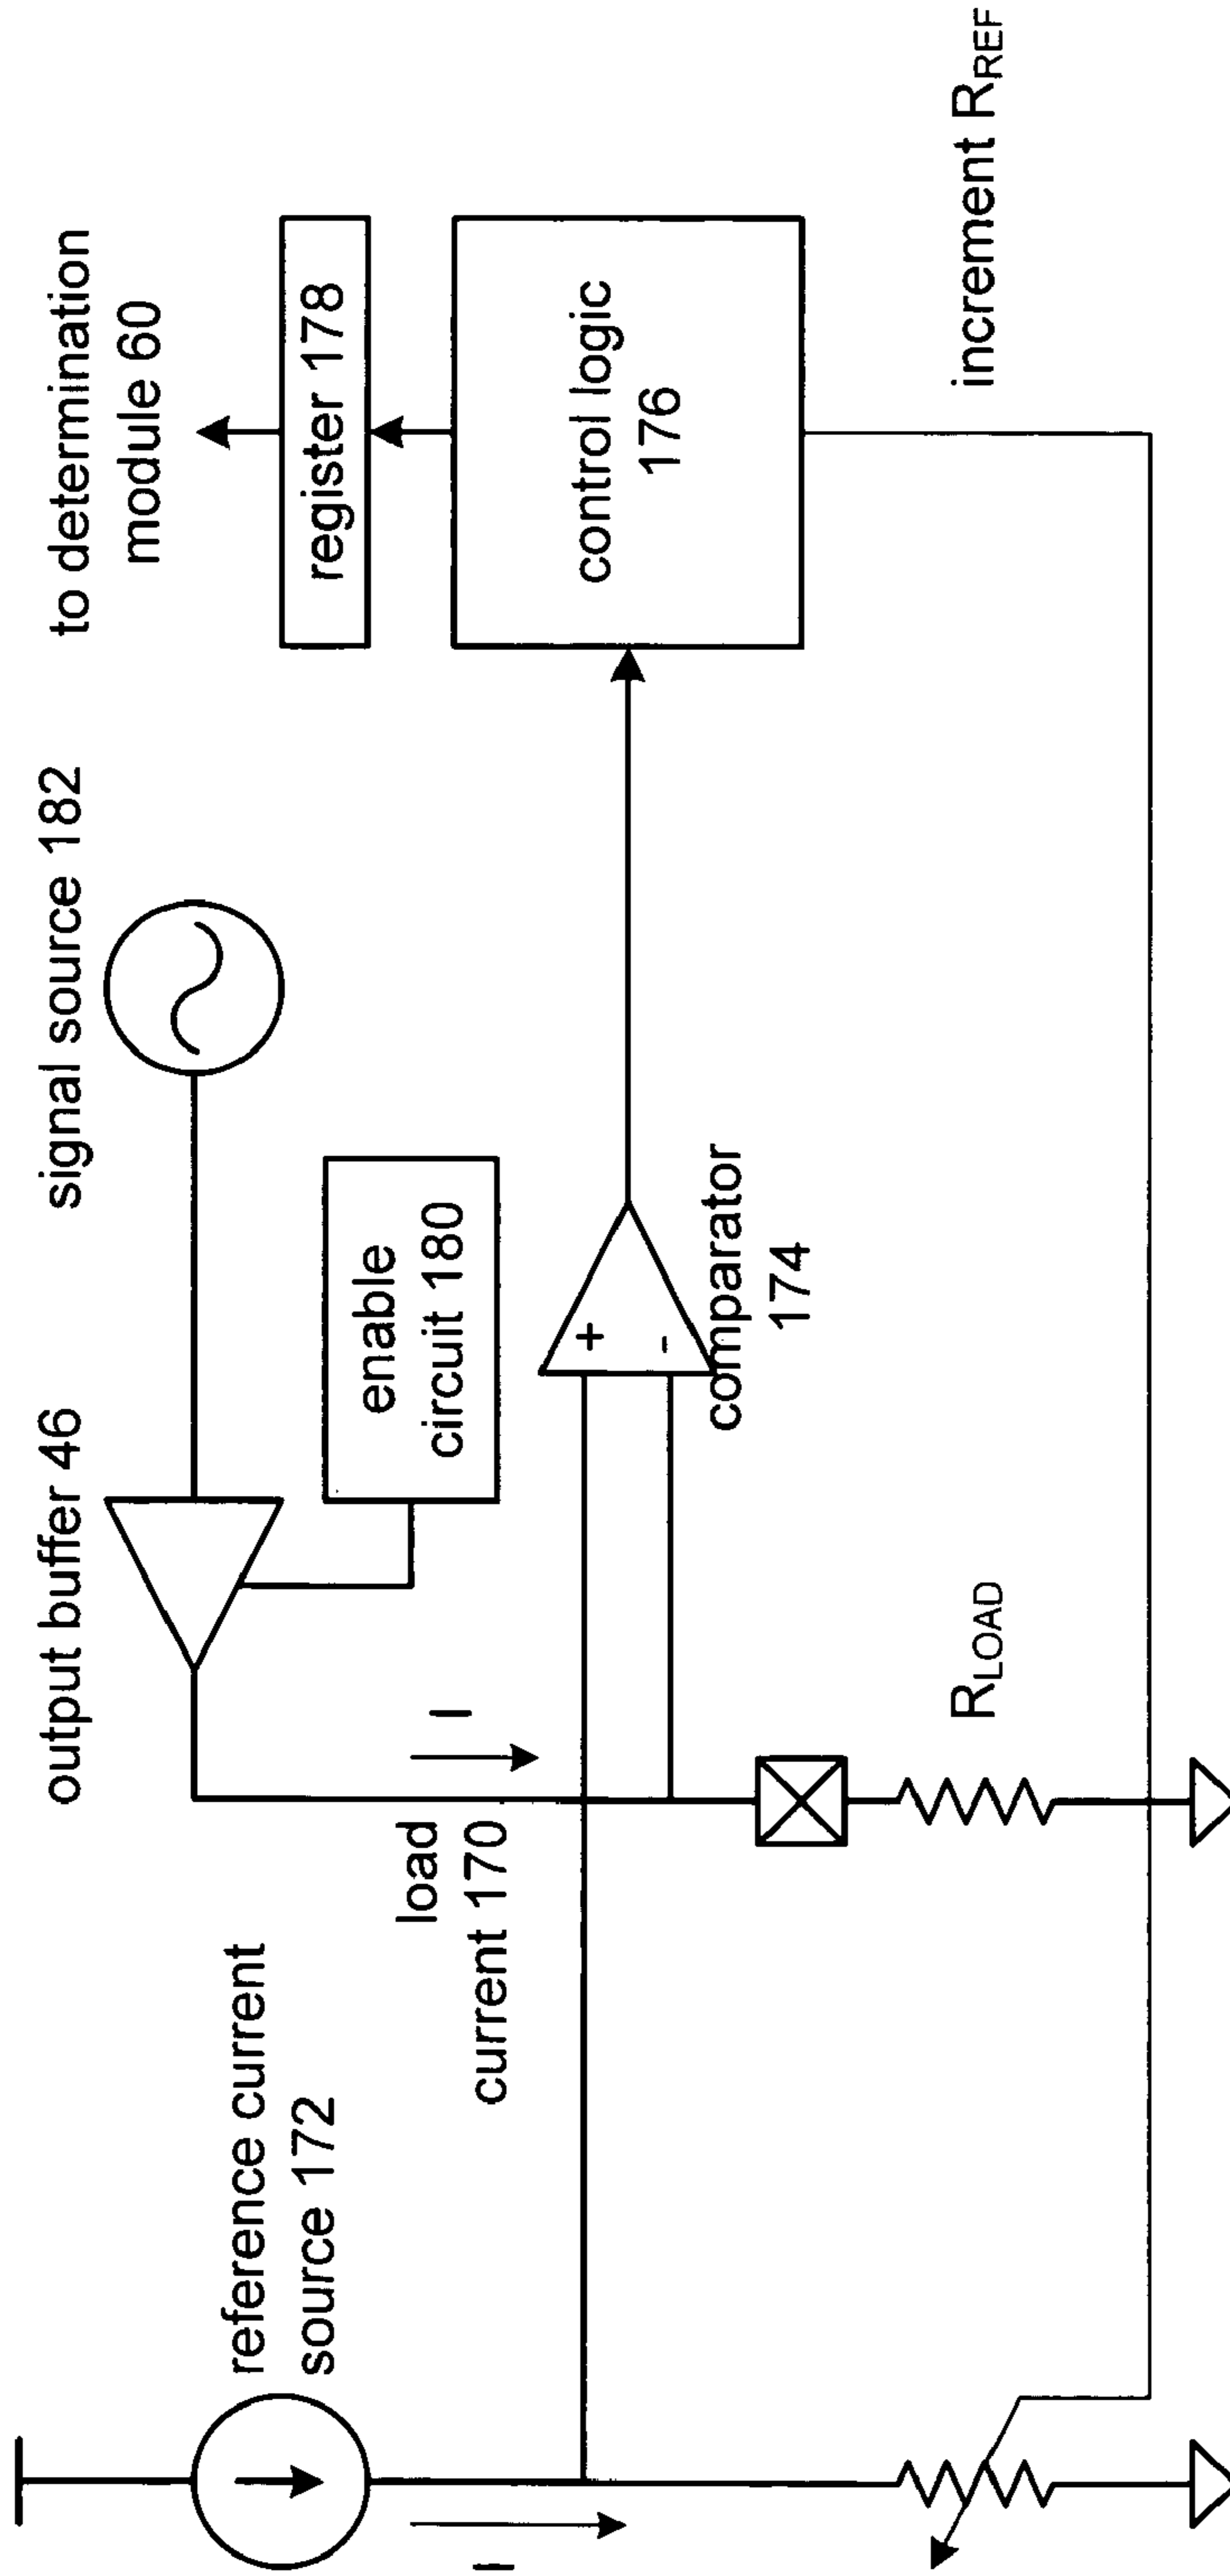 output buffer 46
signal source 182
to determination
module 60
reference current
source 172
enable
circuit 180
register 178
load
current 170
I
I
+
-
comparator
174
control logic
176
R_LOAD
increment R_REF